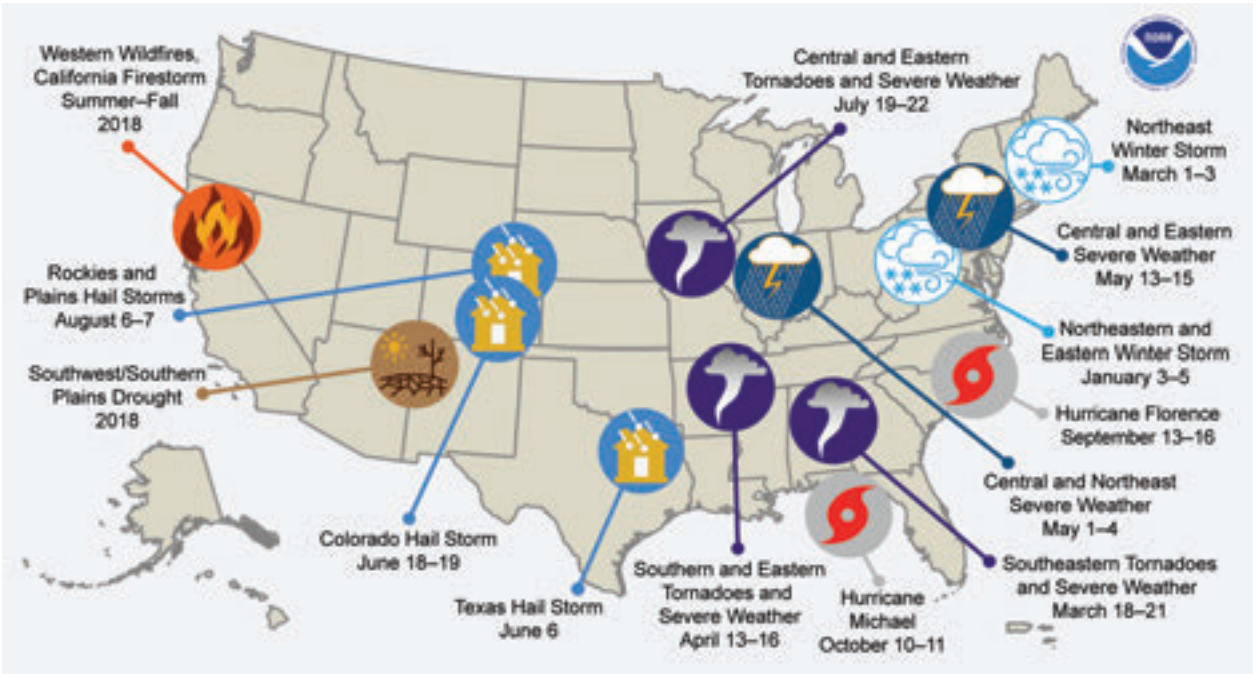 Western Wildfires,
California Firestorm
Summer–Fall
2018
Central and Eastern
Tornadoes and Severe Weather
July 19–22
noaa
Northeast
Winter Storm
March 1–3
Central and Eastern
Severe Weather
May 13–15
Rockies and
Plains Hail Storms
August 6–7
Northeastern and
Eastern Winter Storm
January 3–5
Southwest/Southern
Plains Drought
2018
Hurricane Florence
September 13–16
Central and Northeast
Severe Weather
May 1–4
Colorado Hail Storm
June 18–19
Texas Hail Storm
June 6
Southern and Eastern
Tornadoes and
Severe Weather
April 13–16
Hurricane
Michael
October 10–11
Southeastern Tornadoes
and Severe Weather
March 18–21